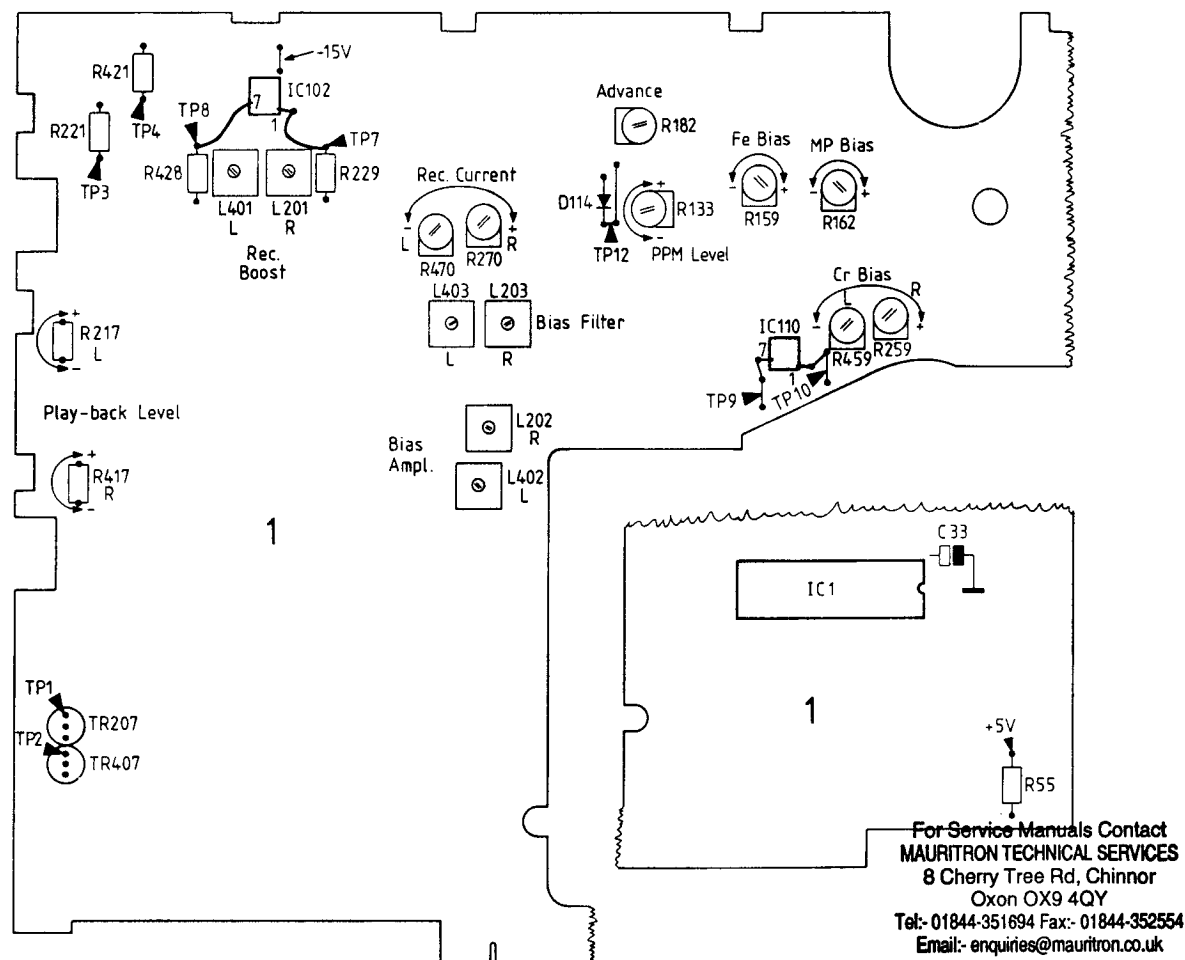 -15V
R421
IC102
7
1
TP8
TP4
R221
TP7
TP3
R428
R229
L401
L
L201
R
Rec.
Boost
Advance
R182
Fe Bias
MP Bias
- +
- +
R159
R162
Rec. Current
- +
L R
R470
R270
D114
+
R133
-
TP12
PPM Level
L403
L203
Bias Filter
L
R
Cr Bias
L R
- +
IC110
7
1
R459
R259
TP9
TP10
+
R217
L
-
Play-back Level
+
R417
R
-
L202
R
Bias
Ampl.
L402
L
1
C33
IC1
1
TP1
TR207
TP2
TR407
+5V
R55
For Service Manuals Contact
MAURITRON TECHNICAL SERVICES
8 Cherry Tree Rd, Chinnor
Oxon OX9 4QY
Tel:- 01844-351694 Fax:- 01844-352554
Email:- enquiries@mauritron.co.uk